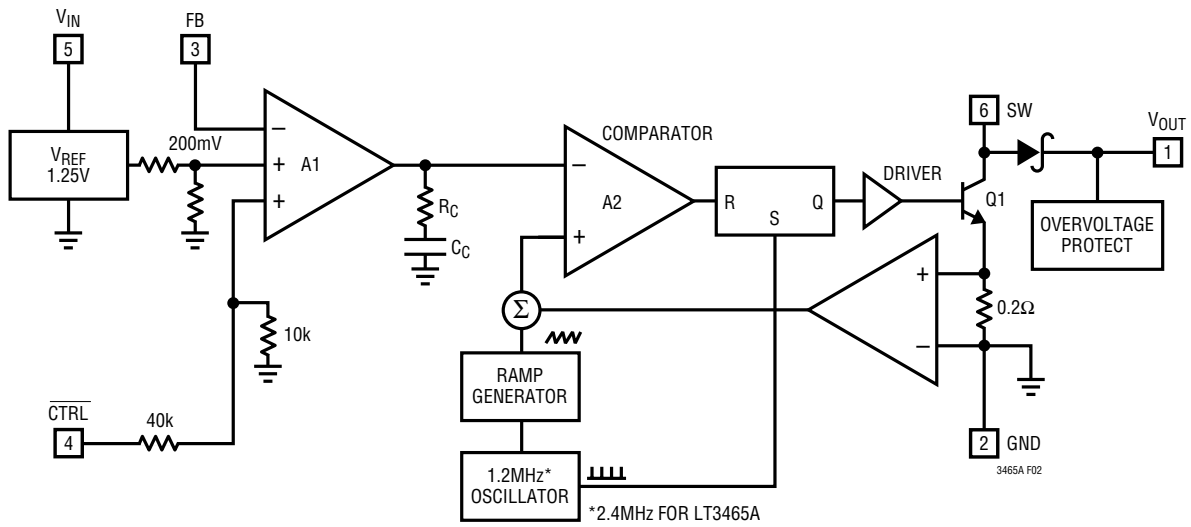 V_IN
5
FB
3
V_REF
1.25V
200mV
−
+
+
A1
R_C
C_C
10k
CTRL
4
40k
COMPARATOR
−
+
A2
R
S
Q
DRIVER
Q1
6
SW
V_OUT
1
OVERVOLTAGE
PROTECT
+
−
0.2Ω
2
GND
3465A F02
Σ
RAMP
GENERATOR
1.2MHz*
OSCILLATOR
*2.4MHz FOR LT3465A